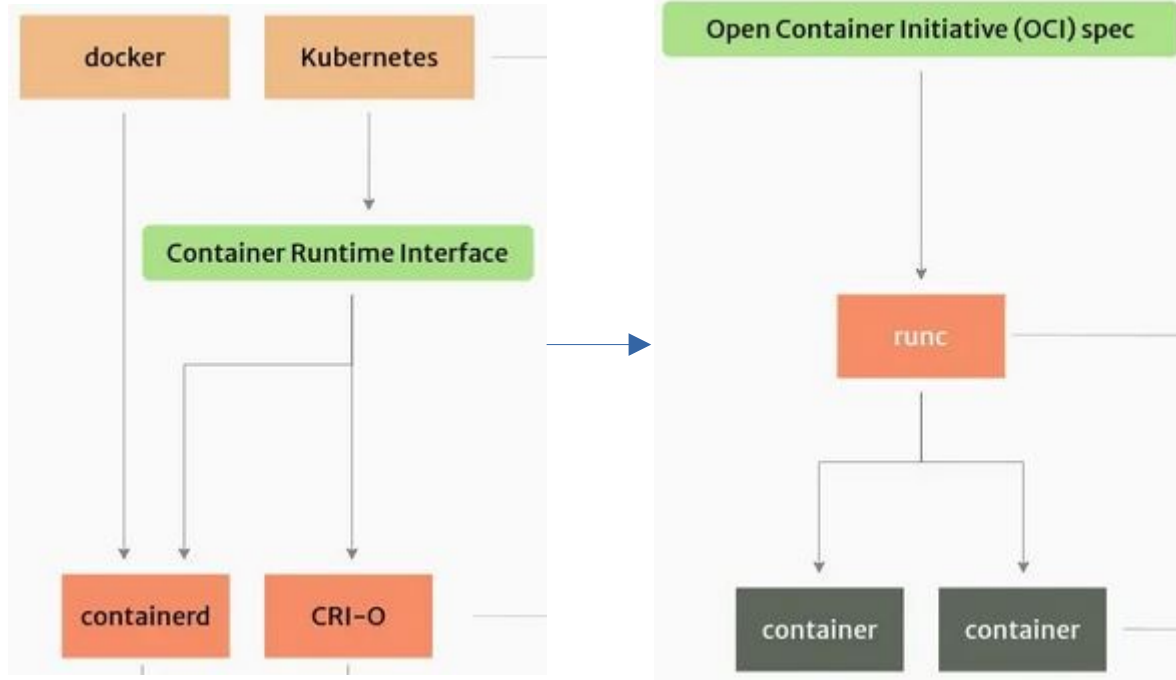 docker
Kubernetes
Container Runtime Interface
containerd
CRI-O
Open Container Initiative (OCI) spec
runc
container
container